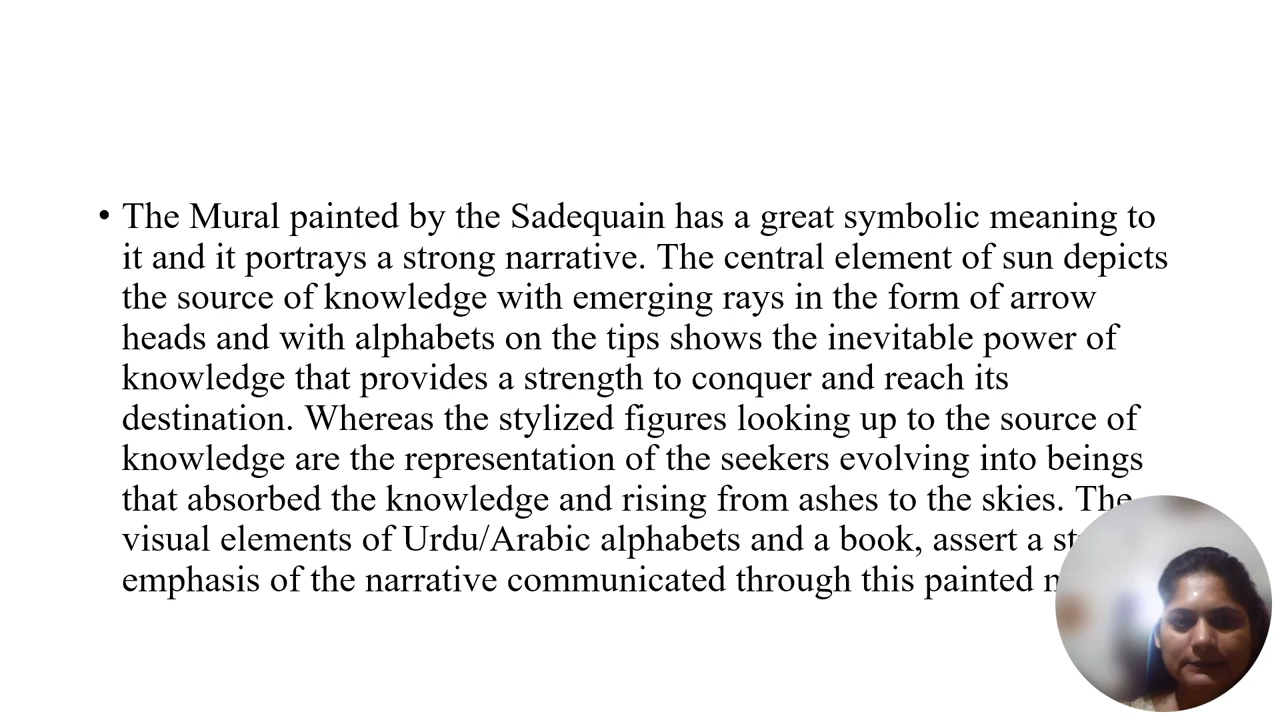 • The Mural painted by the Sadequain has a great symbolic meaning to
it and it portrays a strong narrative. The central element of sun depicts
the source of knowledge with emerging rays in the form of arrow
heads and with alphabets on the tips shows the inevitable power of
knowledge that provides a strength to conquer and reach its
destination. Whereas the stylized figures looking up to the source of
knowledge are the representation of the seekers evolving into beings
that absorbed the knowledge and rising from ashes to the skies. The
visual elements of Urdu/Arabic alphabets and a book, assert a
emphasis of the narrative communicated through this painted